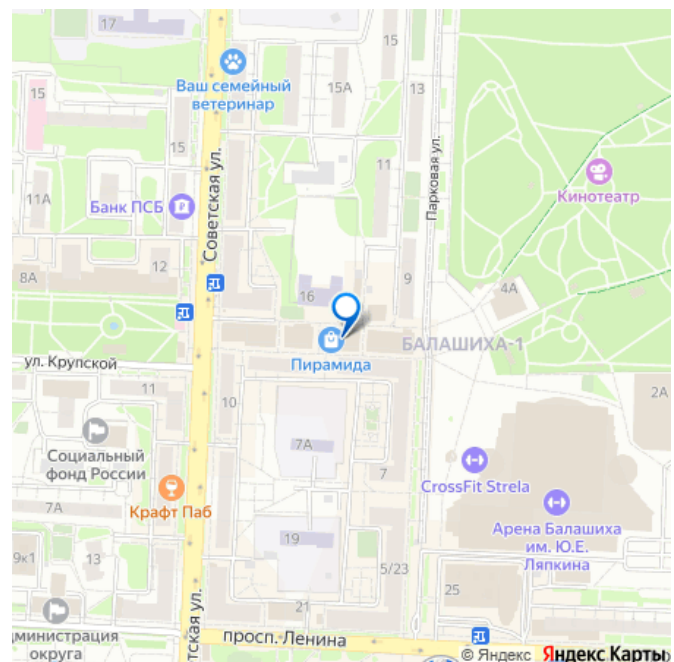 17
15
Ваш семейный
ветеринар
15А
13
15
15
11
Советская ул.
Парковая ул.
Кинотеатр
11А
Банк ПСБ
12
8А
9
4А
16
БАЛАШИХА-1
Пирамида
ул. Крупской
11
10
2А
Социальный
фонд России
7А
7
CrossFit Strela
Крафт Паб
Арена Балашиха
им. Ю.Е.
Ляпкина
7А
19
9к1
13
5/23
25
21
дминистрация
округа
тская ул.
просп. Ленина
© Яндекс Яндекс Карты